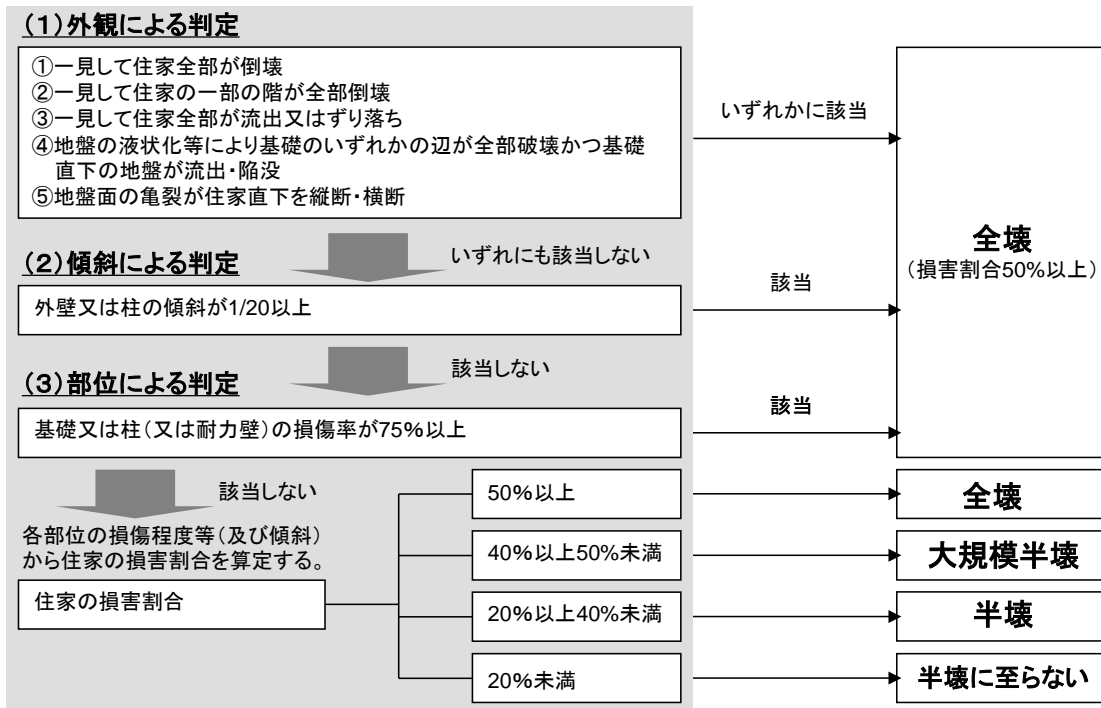 (1)外観による判定
①一見して住家全部が倒壊
②一見して住家の一部の階が全部倒壊
③一見して住家全部が流出又はずり落ち
④地盤の液状化等により基礎のいずれかの辺が全部破壊かつ基礎
直下の地盤が流出・陥没
⑤地盤面の亀裂が住家直下を縦断・横断
いずれかに該当
全壊
(損害割合50%以上)
いずれにも該当しない
(2)傾斜による判定
外壁又は柱の傾斜が1/20以上
該当
該当しない
(3)部位による判定
基礎又は柱(又は耐力壁)の損傷率が75%以上
該当
該当しない
各部位の損傷程度等(及び傾斜)
から住家の損害割合を算定する。
住家の損害割合
50%以上
全壊
40%以上50%未満
大規模半壊
20%以上40%未満
半壊
20%未満
半壊に至らない